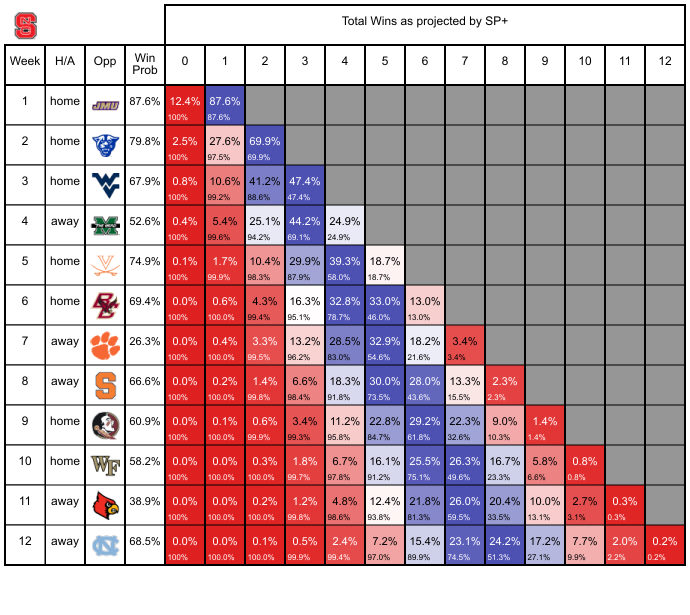 Total Wins as projected by SP+
Week H/A Opp Win Prob 0 1 2 3 4 5 6 7 8 9 10 11 12
1 home JMU 87.6% 12.4% 87.6%
100% 87.6%
2 home 79.8% 2.5% 27.6% 69.9%
100% 97.5% 69.9%
3 home 67.9% 0.8% 10.6% 41.2% 47.4%
100% 99.2% 88.6% 47.4%
4 away 52.6% 0.4% 5.4% 25.1% 44.2% 24.9%
100% 99.6% 94.2% 69.1% 24.9%
5 home 74.9% 0.1% 1.7% 10.4% 29.9% 39.3% 18.7%
100% 99.9% 98.3% 87.9% 58.0% 18.7%
6 home 69.4% 0.0% 0.6% 4.3% 16.3% 32.8% 33.0% 13.0%
100% 100.0% 99.4% 95.1% 78.7% 46.0% 13.0%
7 away 26.3% 0.0% 0.4% 3.3% 13.2% 28.5% 32.9% 18.2% 3.4%
100% 100.0% 99.5% 96.2% 83.0% 54.6% 21.6% 3.4%
8 away S 66.6% 0.0% 0.2% 1.4% 6.6% 18.3% 30.0% 28.0% 13.3% 2.3%
100% 100.0% 99.8% 98.4% 91.8% 73.5% 43.6% 15.5% 2.3%
9 home 60.9% 0.0% 0.1% 0.6% 3.4% 11.2% 22.8% 29.2% 22.3% 9.0% 1.4%
100% 100.0% 99.9% 99.3% 95.8% 84.7% 61.8% 32.6% 10.3% 1.4%
10 home WF 58.2% 0.0% 0.0% 0.3% 1.8% 6.7% 16.1% 25.5% 26.3% 16.7% 5.8% 0.8%
100% 100.0% 100.0% 99.7% 97.8% 91.2% 75.1% 49.6% 23.3% 6.6% 0.8%
11 away 38.9% 0.0% 0.0% 0.2% 1.2% 4.8% 12.4% 21.8% 26.0% 20.4% 10.0% 2.7% 0.3%
100% 100.0% 100.0% 99.8% 98.6% 93.8% 81.3% 59.5% 33.5% 13.1% 3.1% 0.3%
12 away NC 68.5% 0.0% 0.0% 0.1% 0.5% 2.4% 7.2% 15.4% 23.1% 24.2% 17.2% 7.7% 2.0% 0.2%
100% 100.0% 100.0% 99.9% 99.4% 97.0% 89.9% 74.5% 51.3% 27.1% 9.9% 2.2% 0.2%